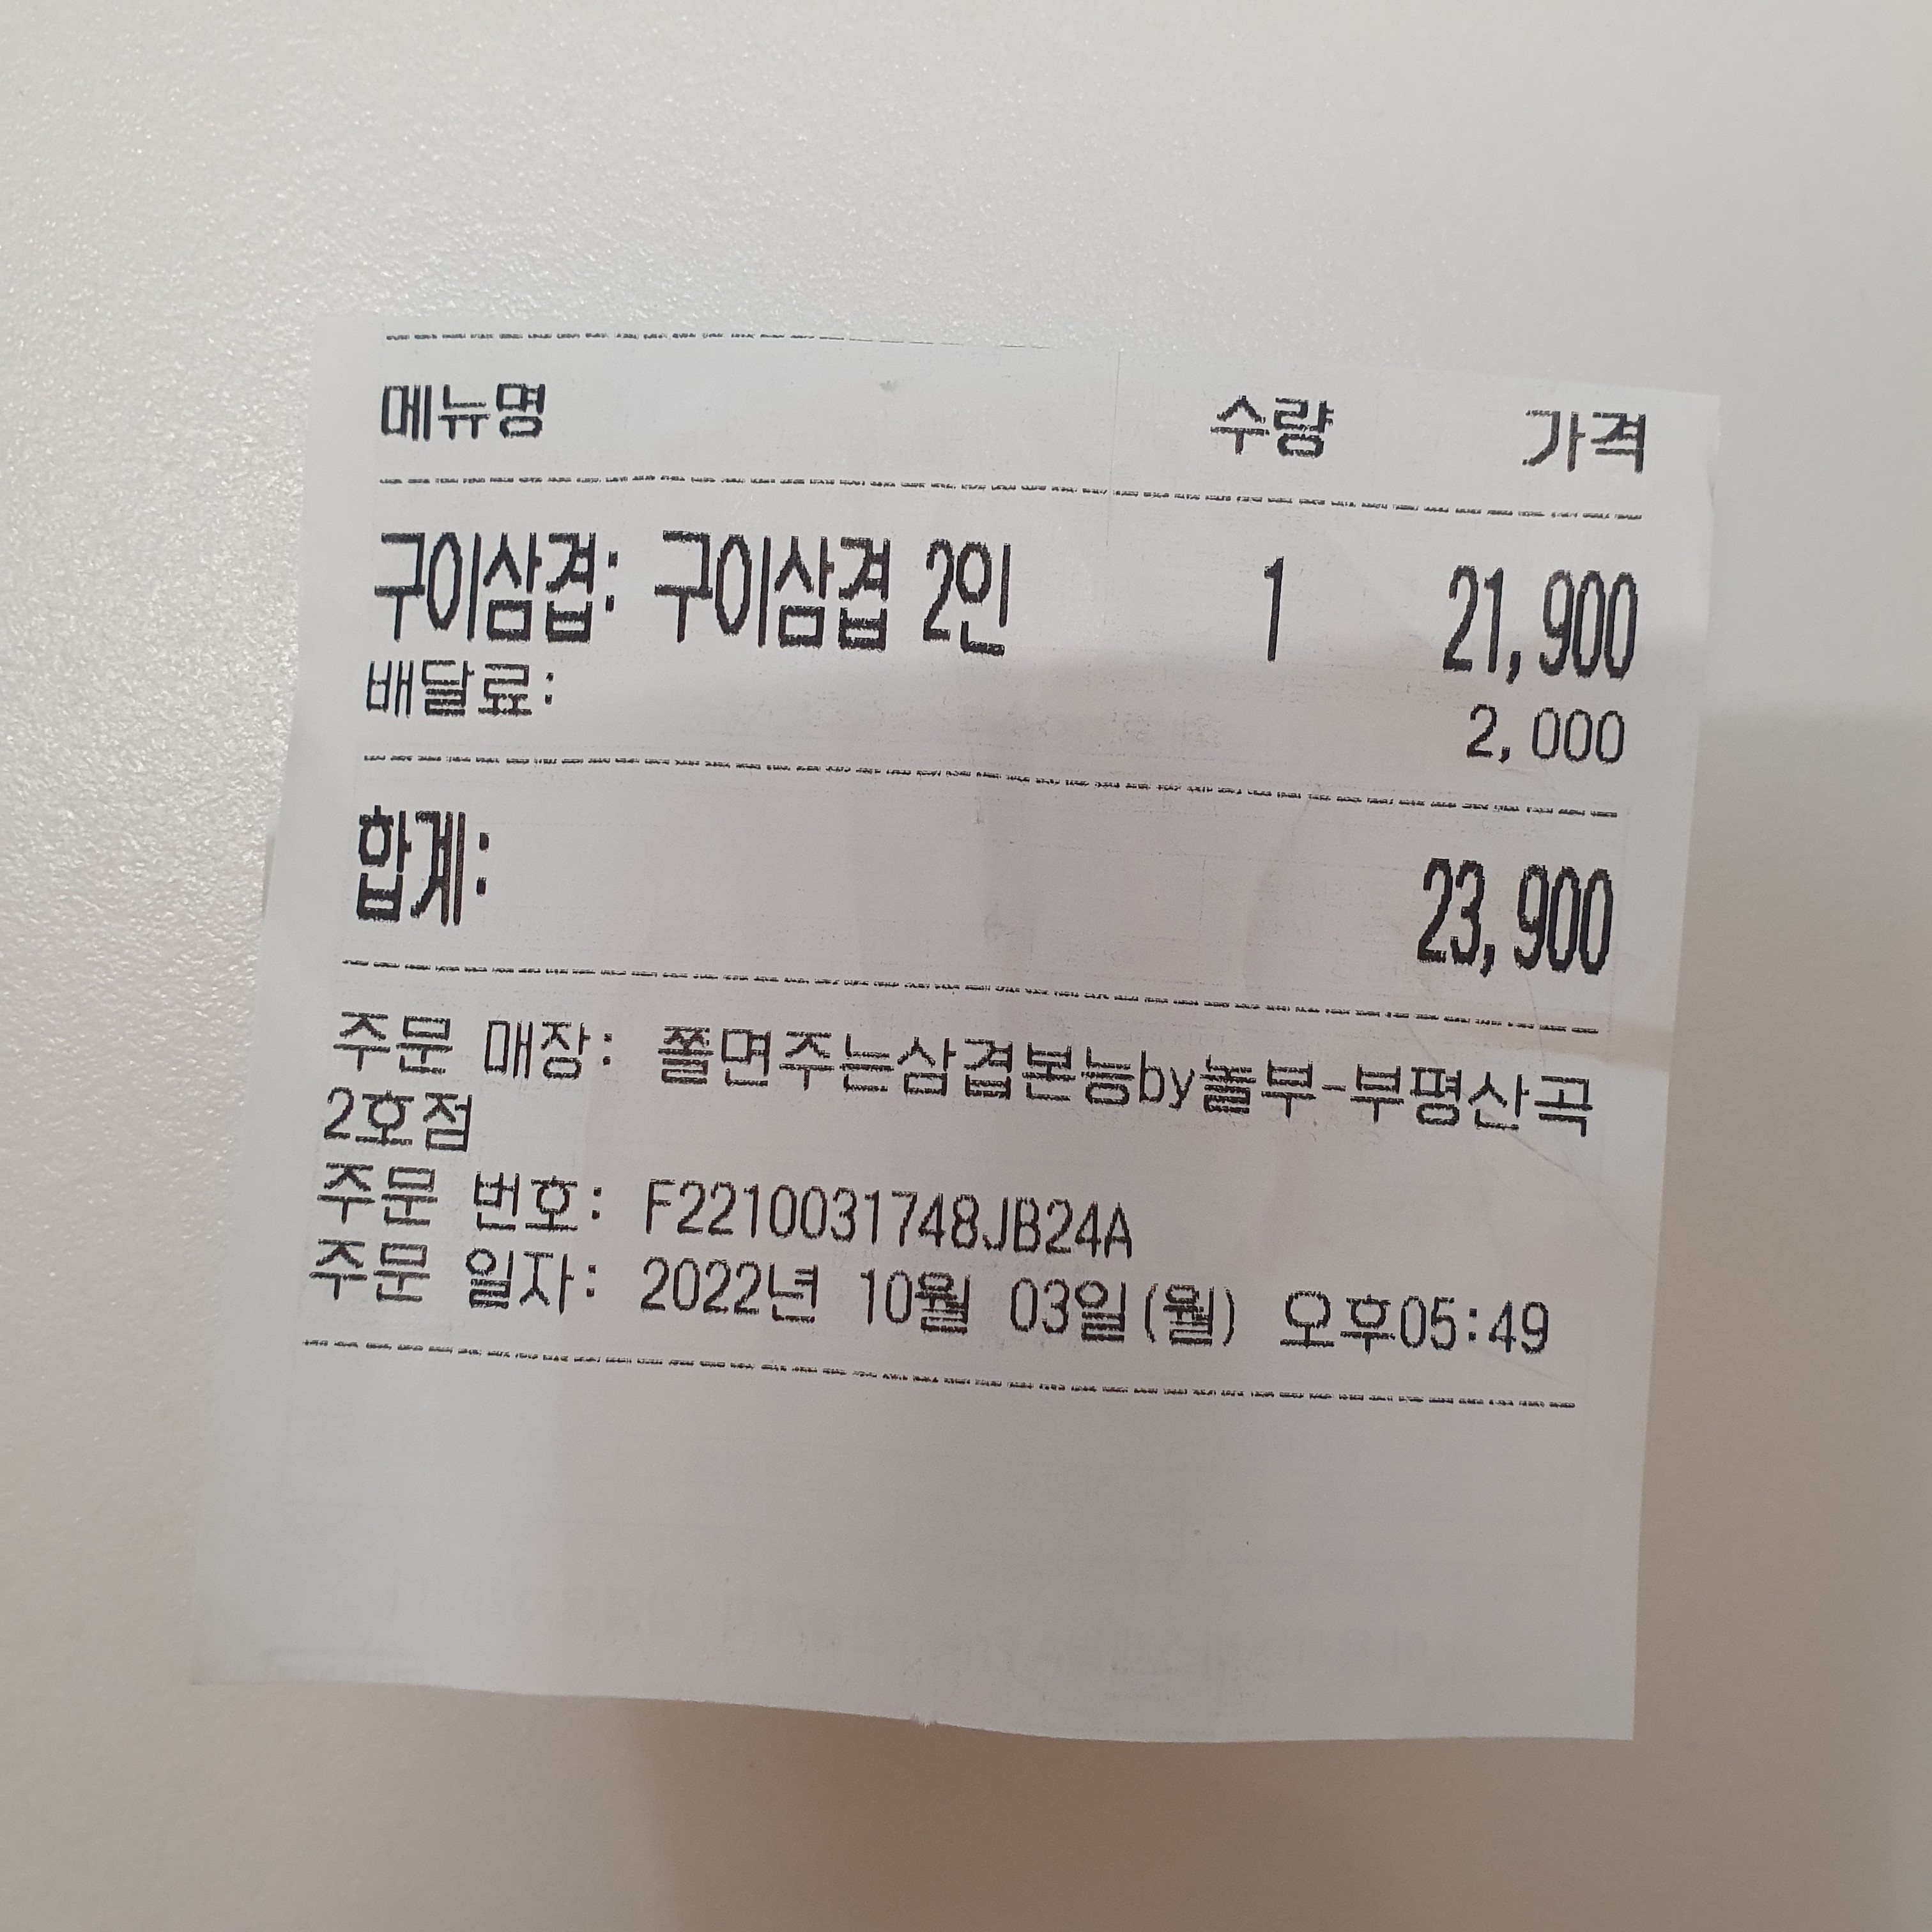 메뉴명 수량 가격
구이삼겹: 구이삼겹 2인 1 21,900
배달료: 2,000
합계: 23,900
주문 매장: 쫄면주는삼겹본능by놀부-부평산곡
2호점
주문 번호: F2210031748JB24A
주문 일자: 2022년 10월 03일(월) 오후05:49